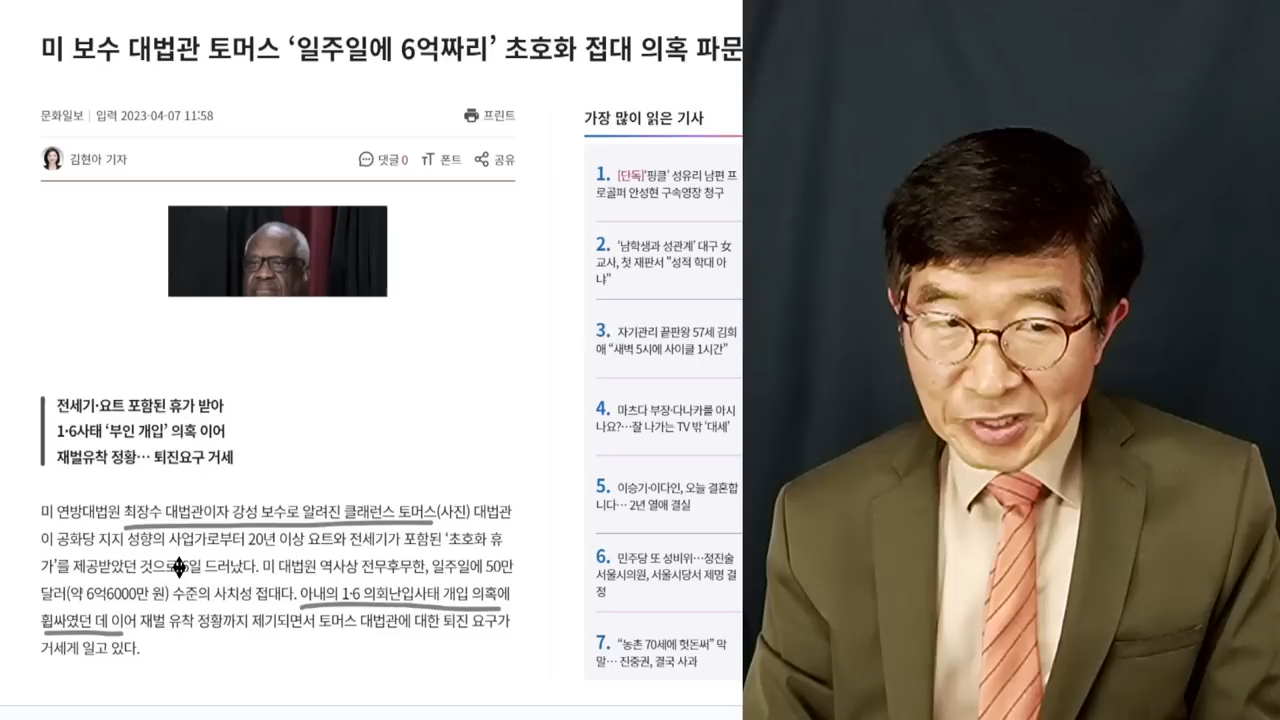 미 보수 대법관 토머스 ‘일주일에 6억짜리’ 초호화 접대 의혹 파문
문화일보 | 입력 2023-04-07 11:58
프린트
김현아 기자
댓글 0
폰트
공유
전세기·요트 포함된 휴가 받아
1·6사태 ‘부인 개입’ 의혹 이어
재벌유착 정황… 퇴진요구 거세
미 연방대법원 최장수 대법관이자 강성 보수로 알려진 클래런스 토머스(사진) 대법관
이 공화당 지지 성향의 사업가로부터 20년 이상 요트와 전세기가 포함된 ‘초호화 휴
가’를 제공받았던 것으로 6일 드러났다. 미 대법원 역사상 전무후무한, 일주일에 50만
달러(약 6억6000만 원) 수준의 사치성 접대다. 아내의 1·6 의회난입사태 개입 의혹에
휩싸였던 데 이어 재벌 유착 정황까지 제기되면서 토머스 대법관에 대한 퇴진 요구가
거세게 일고 있다.
가장 많이 읽은 기사
1. [단독]‘핑클’ 성유리 남편 프
로골퍼 안성현 구속영장 청구
2. ‘남학생과 성관계’ 대구 女
교사, 첫 재판서 "성적 학대 아
냐"
3. 자기관리 끝판왕 57세 김희
애 “새벽 5시에 사이클 1시간”
4. 마츠다 부장·다나카를 아시
나요?…잘 나가는 TV 밖 ‘대세’
5. 이승기·이다인, 오늘 결혼합
니다… 2년 열애 결실
6. 민주당 또 성비위…정진술
서울시의원, 서울시당서 제명 결
정
7. “농촌 70세에 헛돈써” 막
말… 진중권, 결국 사과